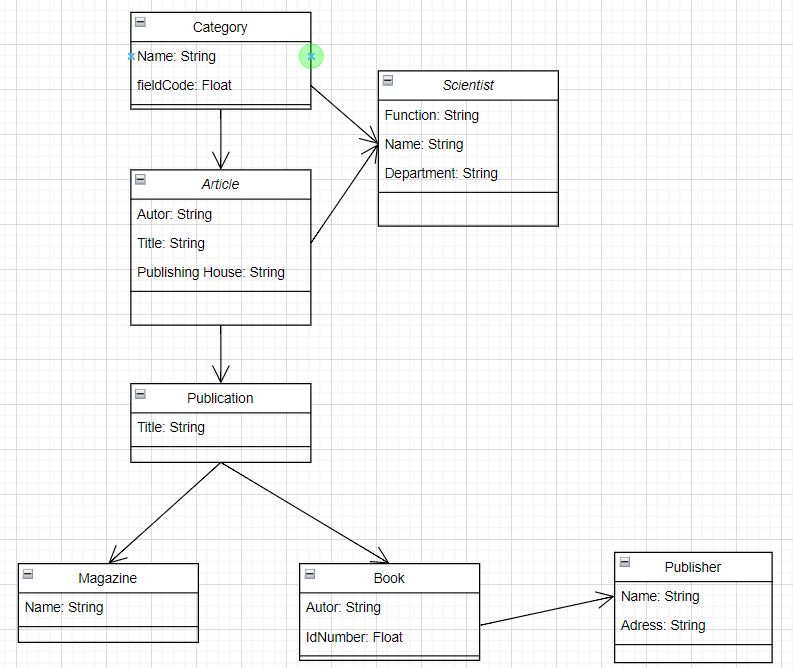 Category
Name: String
fieldCode: Float
Scientist
Function: String
Name: String
Department: String
Article
Autor: String
Title: String
Publishing House: String
Publication
Title: String
Magazine
Name: String
Book
Autor: String
IdNumber: Float
Publisher
Name: String
Adress: String